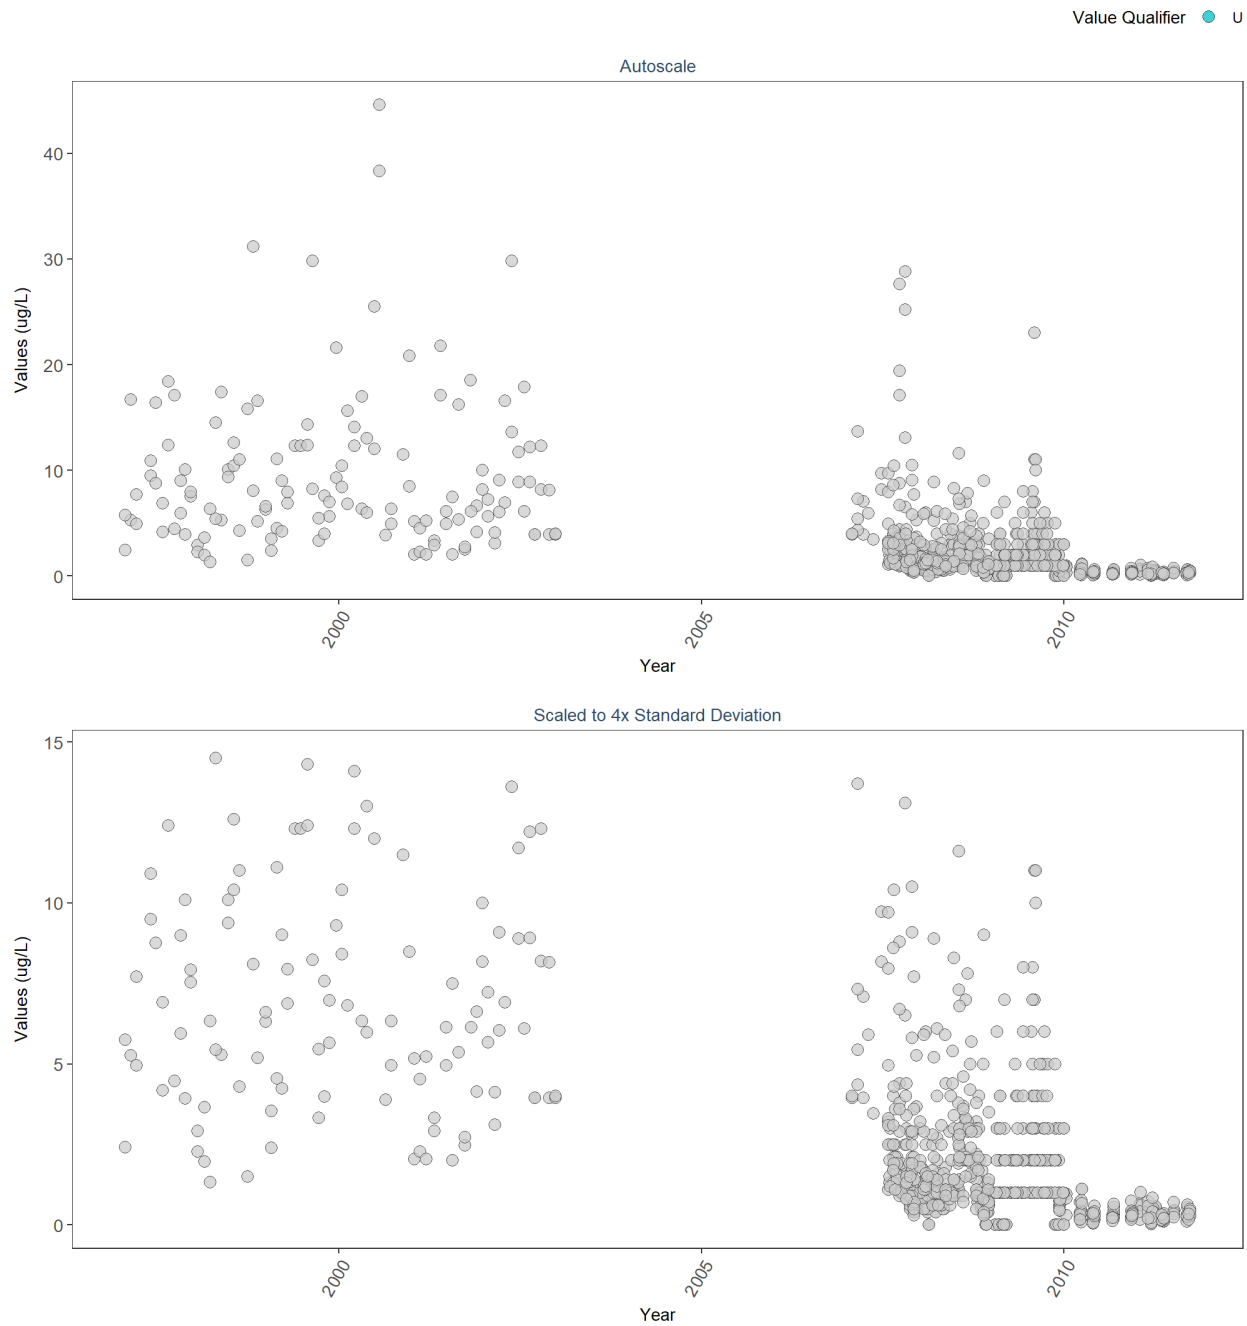 Value Qualifier U
Autoscale
40
30
20
10
0
Values (ug/L)
2000
2005
2010
Year
Scaled to 4x Standard Deviation
15
10
5
0
Values (ug/L)
2000
2005
2010
Year